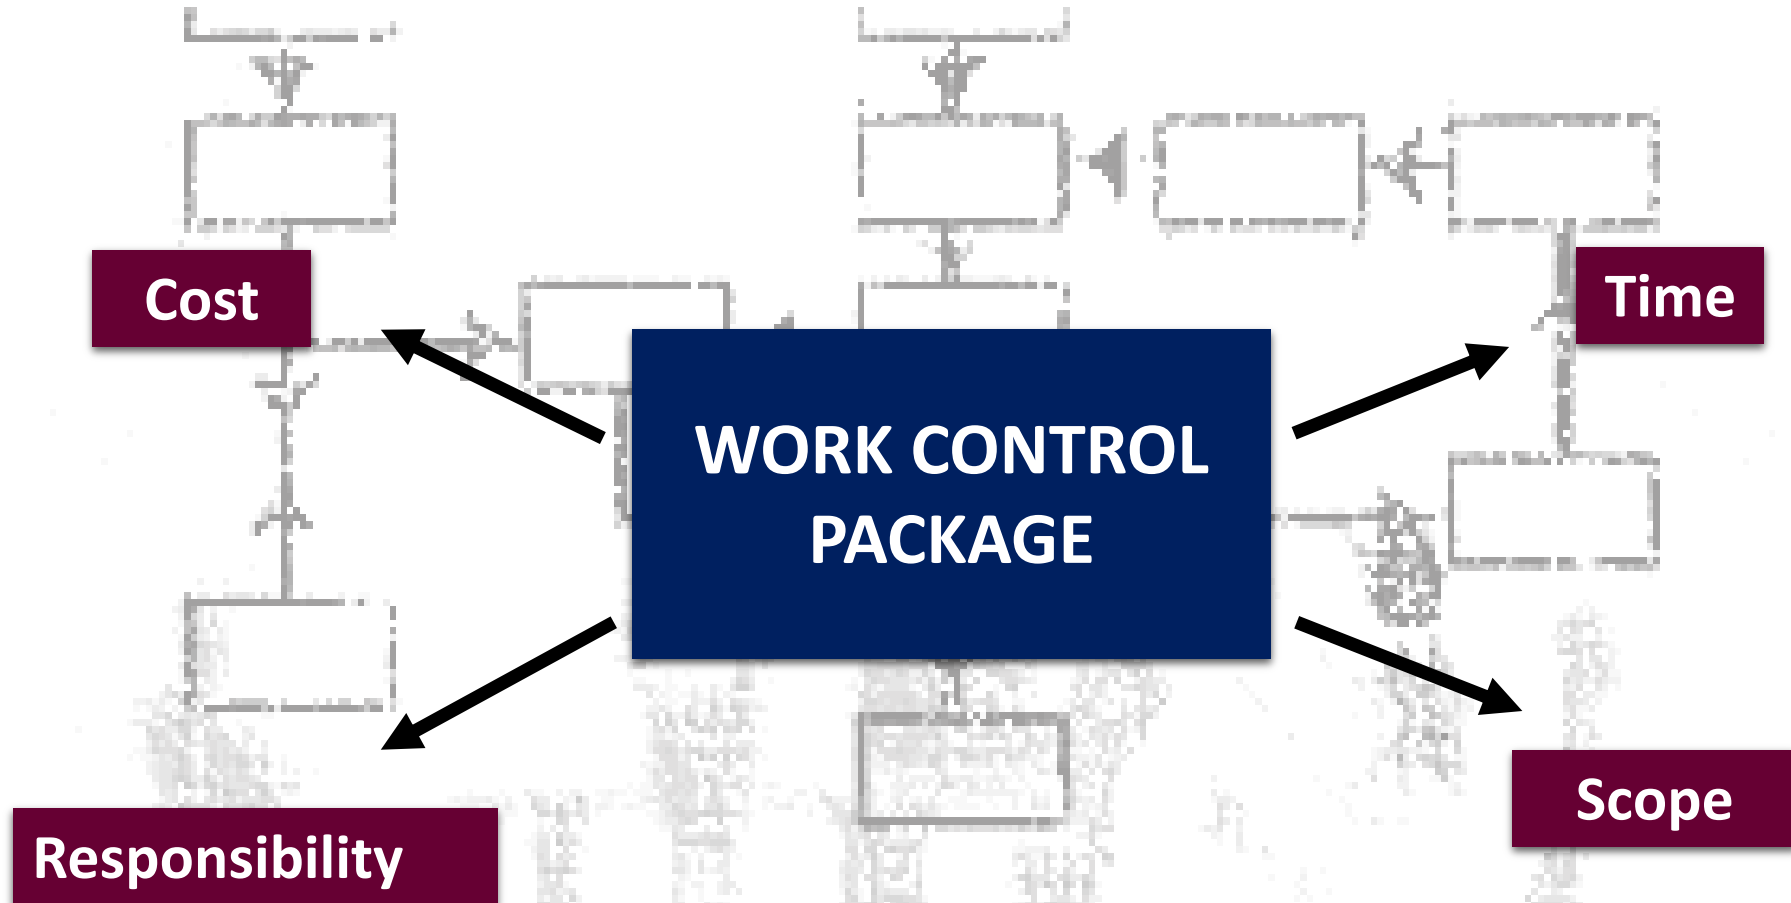 Cost
Time
WORK CONTROL
PACKAGE
Responsibility
Scope